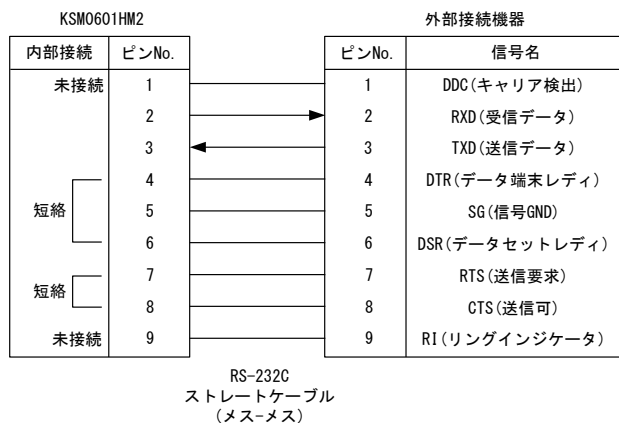 KSM0601HM2 外部接続機器
内部接続 ピンNo. ピンNo. 信号名
未接続 1 1 DDC(キャリア検出)
2 2 RXD(受信データ)
3 3 TXD(送信データ)
4 4 DTR(データ端末レディ)
短絡 5 5 SG(信号GND)
6 6 DSR(データセットレディ)
7 7 RTS(送信要求)
短絡
8 8 CTS(送信可)
未接続 9 9 RI(リングインジケータ)
RS-232C
ストレートケーブル
(メス-メス)